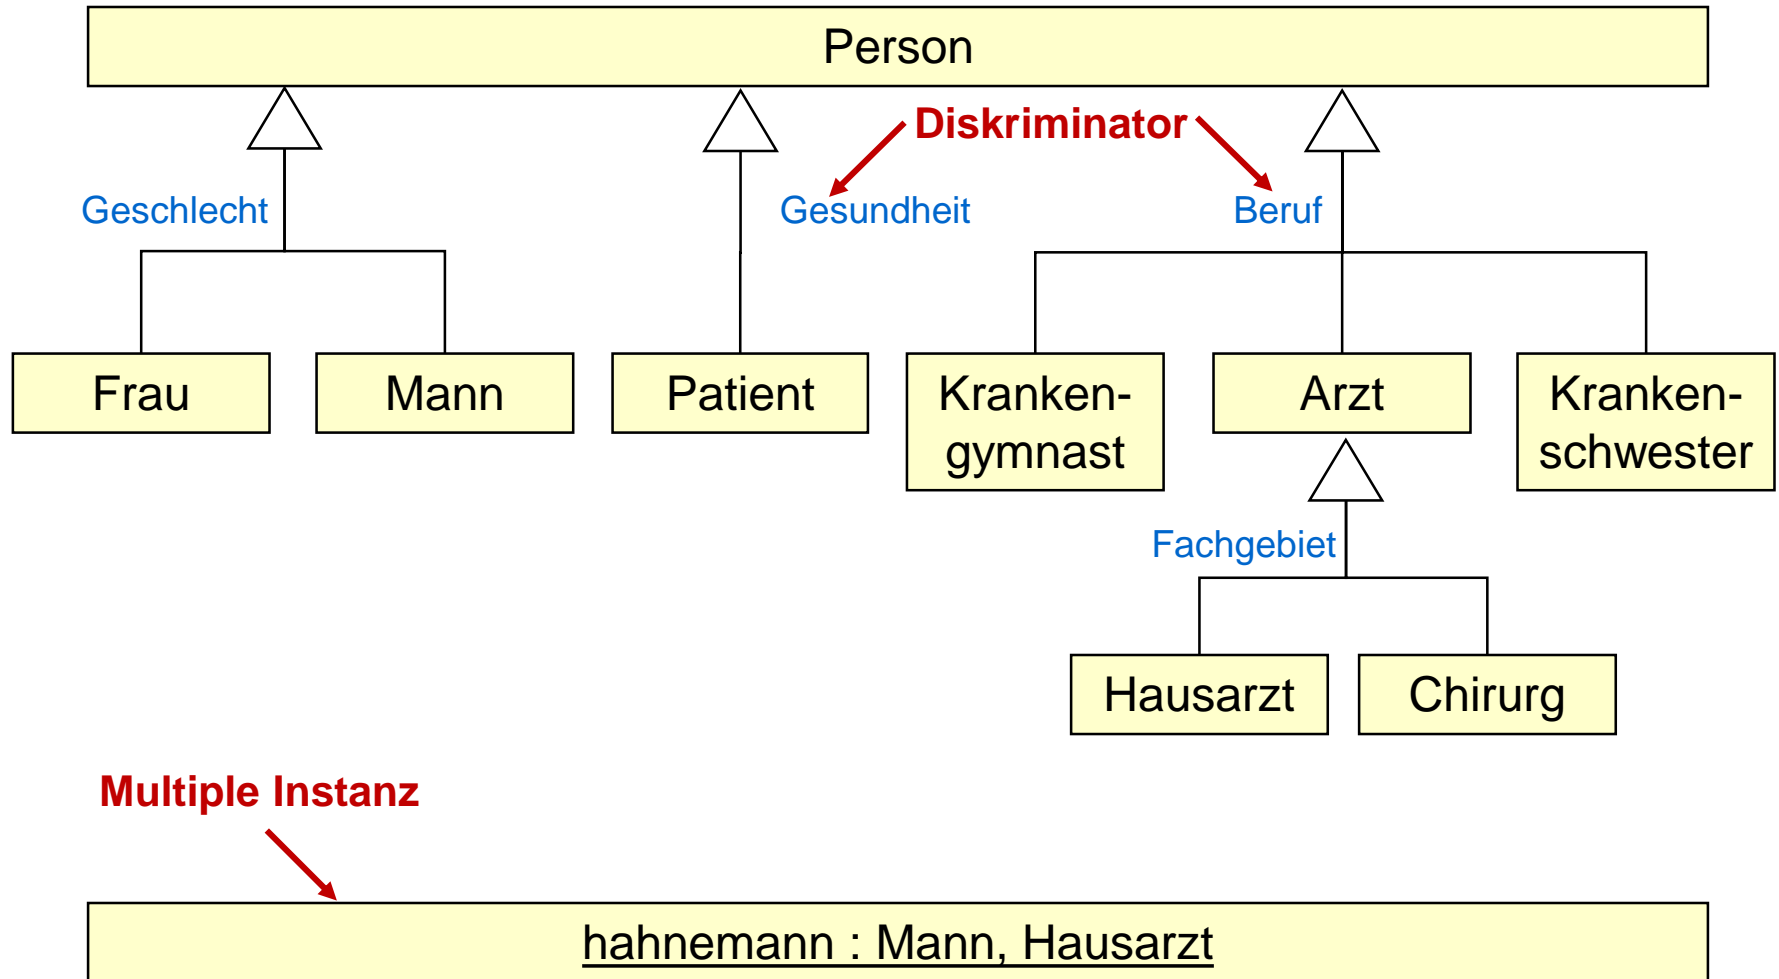 Person
Diskriminator
Geschlecht
Gesundheit
Beruf
Frau
Mann
Patient
Kranken-
gymnast
Arzt
Kranken-
schwester
Fachgebiet
Hausarzt
Chirurg
Multiple Instanz
hahnemann : Mann, Hausarzt